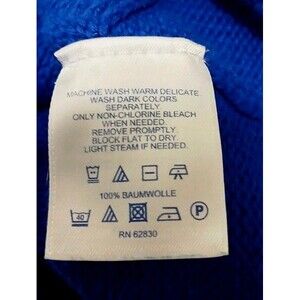 MACHINE WASH WARM DELICATE
WASH DARK COLORS
SEPARATELY
ONLY NON-CHLORINE BLEACH
WHEN NEEDED.
REMOVE PROMPTLY.
BLOCK FLAT TO DRY.
LIGHT STEAM IF NEEDED.
100% BAUMWOLLE
40 P
RN 62830